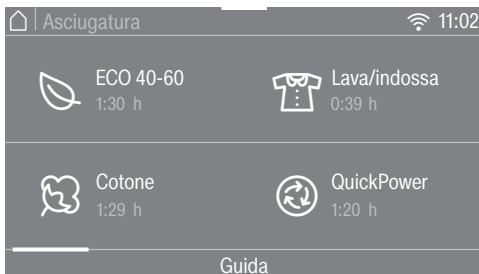 Asciugatura 11:02
ECO 40-60
1:30 h
Lava/indossa
0:39 h
Cotone
1:29 h
QuickPower
1:20 h
Guida